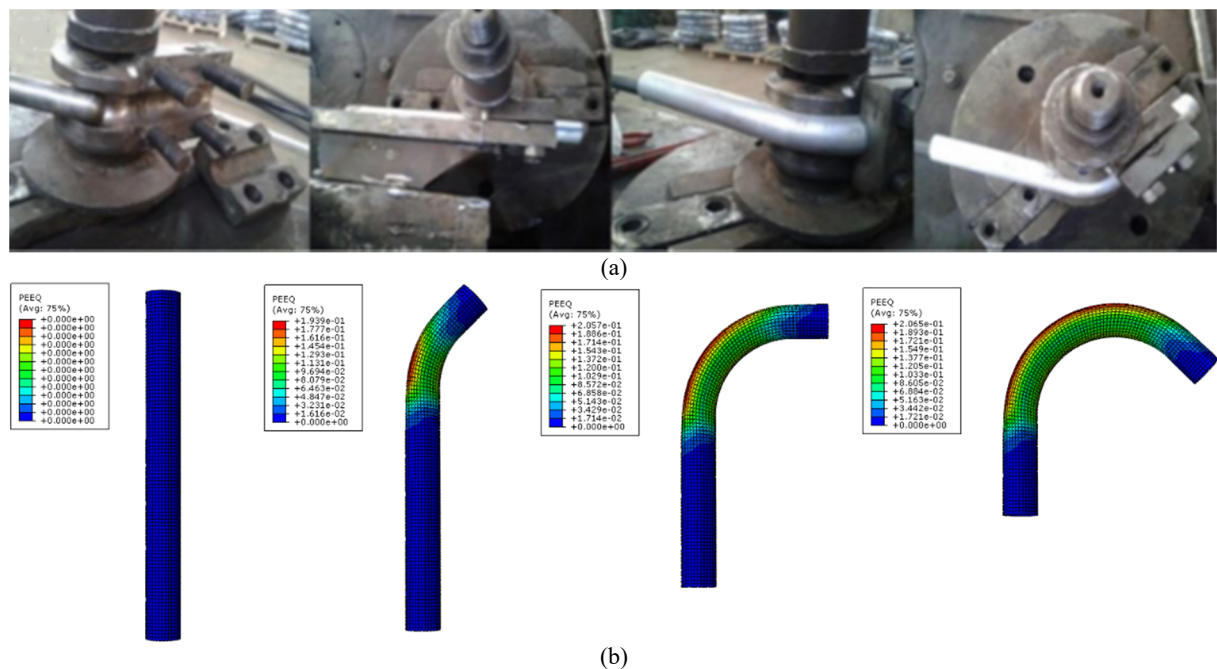 (a)
PEEQ
(Avg: 75%)
+0.000e+00
+0.000e+00
+0.000e+00
+0.000e+00
+0.000e+00
+0.000e+00
+0.000e+00
+0.000e+00
+0.000e+00
+0.000e+00
+0.000e+00
+0.000e+00
+0.000e+00
PEEQ
(Avg: 75%)
+1.939e-01
+1.777e-01
+1.616e-01
+1.454e-01
+1.293e-01
+1.131e-01
+9.694e-02
+8.079e-02
+6.463e-02
+4.847e-02
+3.231e-02
+1.616e-02
+0.000e+00
PEEQ
(Avg: 75%)
+2.057e-01
+1.886e-01
+1.714e-01
+1.543e-01
+1.372e-01
+1.200e-01
+1.029e-01
+8.572e-02
+6.858e-02
+5.143e-02
+3.429e-02
+1.714e-02
+0.000e+00
PEEQ
(Avg: 75%)
+2.065e-01
+1.893e-01
+1.721e-01
+1.549e-01
+1.377e-01
+1.205e-01
+1.033e-01
+8.605e-02
+6.884e-02
+5.163e-02
+3.442e-02
+1.721e-02
+0.000e+00
(b)